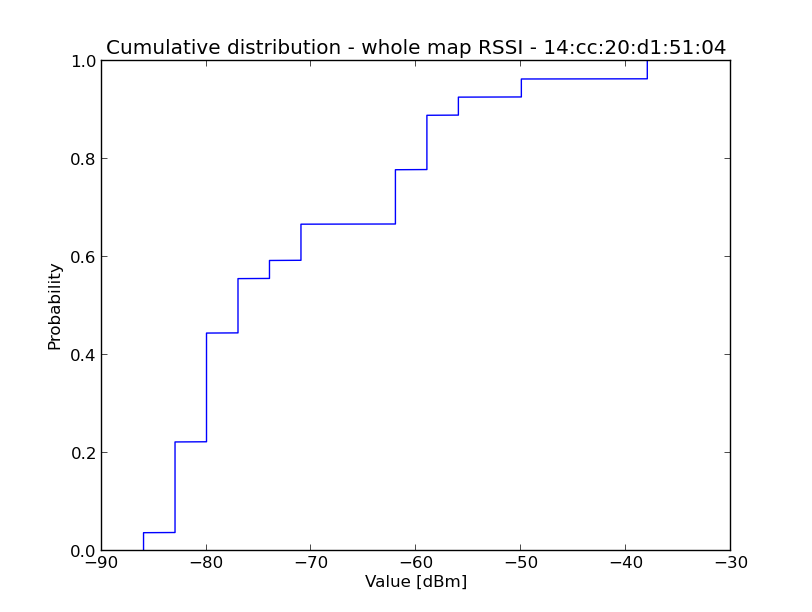 Cumulative distribution - whole map RSSI - 14:cc:20:d1:51:04
1.0
0.8
0.6
0.4
0.2
0.0
Probability
−90 −80 −70 −60 −50 −40 −30
Value [dBm]